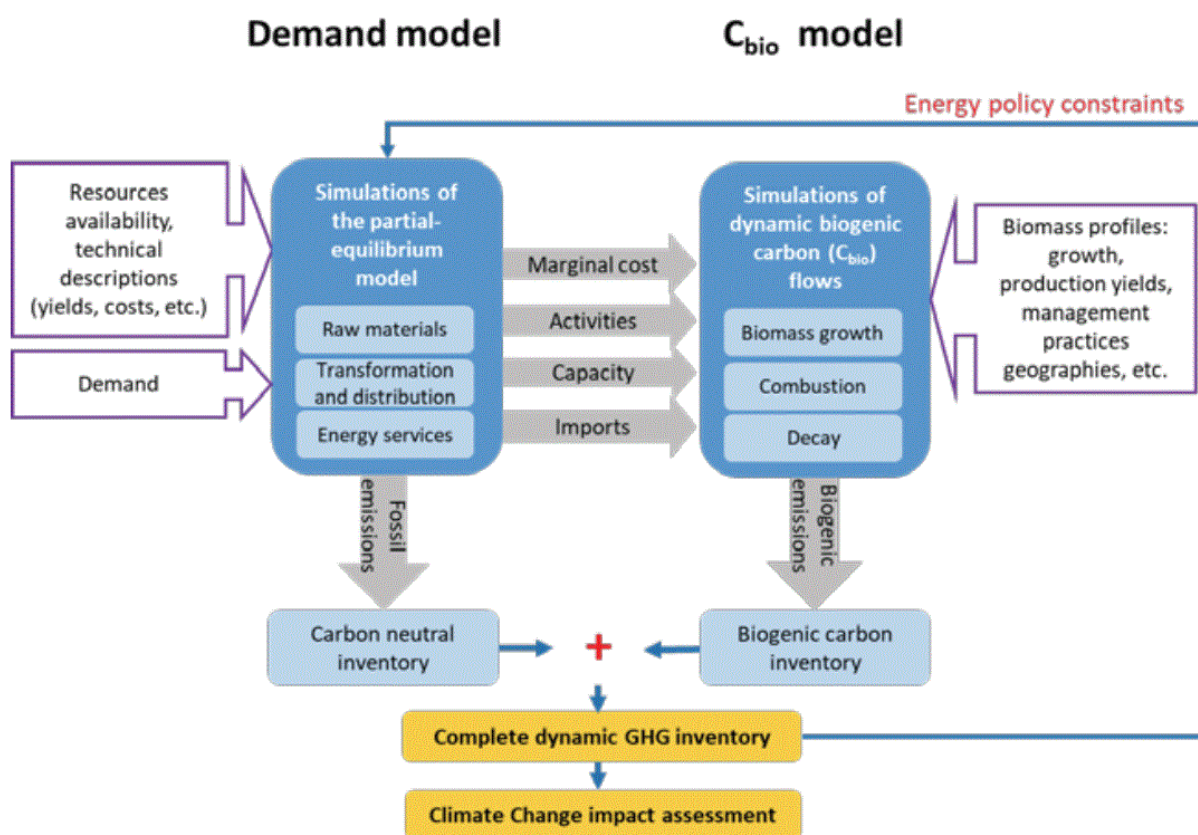 Demand model
C_bio model
Energy policy constraints
Resources
availability,
technical
descriptions
(yields, costs, etc.)
Demand
Simulations of
the partial-
equilibrium
model
Raw materials
Transformation
and distribution
Energy services
Marginal cost
Activities
Capacity
Imports
Simulations of
dynamic biogenic
carbon (C_bio)
flows
Biomass growth
Combustion
Decay
Biomass profiles:
growth,
production yields,
management
practices
geographies, etc.
Fossil
emissions
Biogenic
emissions
Carbon neutral
inventory
+
Biogenic carbon
inventory
Complete dynamic GHG inventory
Climate Change impact assessment